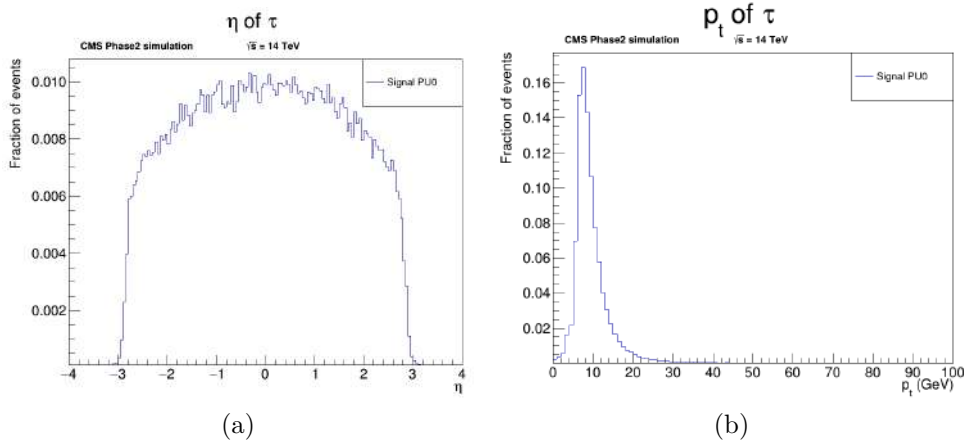 η of τ
CMS Phase2 simulation √s = 14 TeV
Signal PU0
Fraction of events
0.010
0.008
0.006
0.004
0.002
−4 −3 −2 −1 0 1 2 3 4
η
(a)
p_t of τ
CMS Phase2 simulation √s = 14 TeV
Signal PU0
Fraction of events
0.16
0.14
0.12
0.10
0.08
0.06
0.04
0.02
0 10 20 30 40 50 60 70 80 90 100
p_t (GeV)
(b)